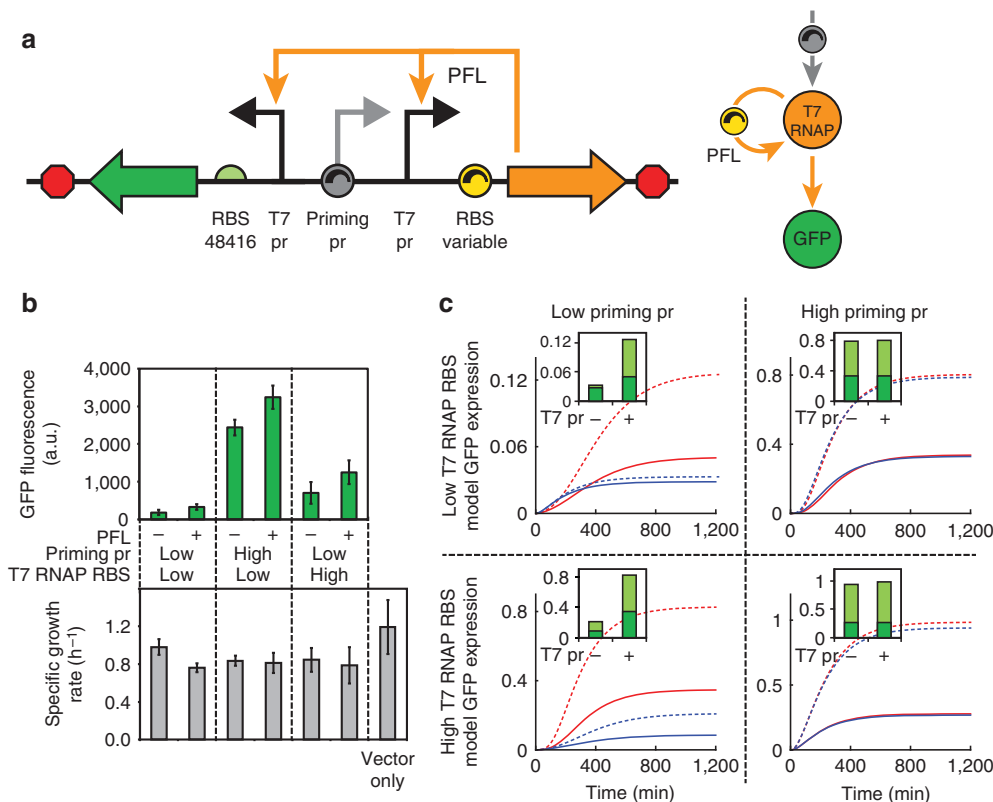 a
PFL
RBS
48416
T7
pr
Priming
pr
T7
pr
RBS
variable
T7
RNAP
PFL
GFP
b
GFP fluorescence
(a.u.)
4,000
3,000
2,000
1,000
0
− + − + − + PFL
Low High Low Priming pr
Low Low High T7 RNAP RBS
Specific growth
rate (h−1)
1.2
0.8
0.4
0.0
Vector
only
c
Low priming pr
High priming pr
Low T7 RNAP RBS
model GFP expression
0.12
0.06
0
0.12
0.06
0
T7 pr − +
0 400 800 1,200
0.8
0.4
0
0.8
0.4
0
T7 pr − +
0 400 800 1,200
High T7 RNAP RBS
model GFP expression
0.8
0.4
0
0.8
0.4
0
T7 pr − +
0 400 800 1,200
Time (min)
1
0.5
0
1
0.5
0
T7 pr − +
0 400 800 1,200
Time (min)